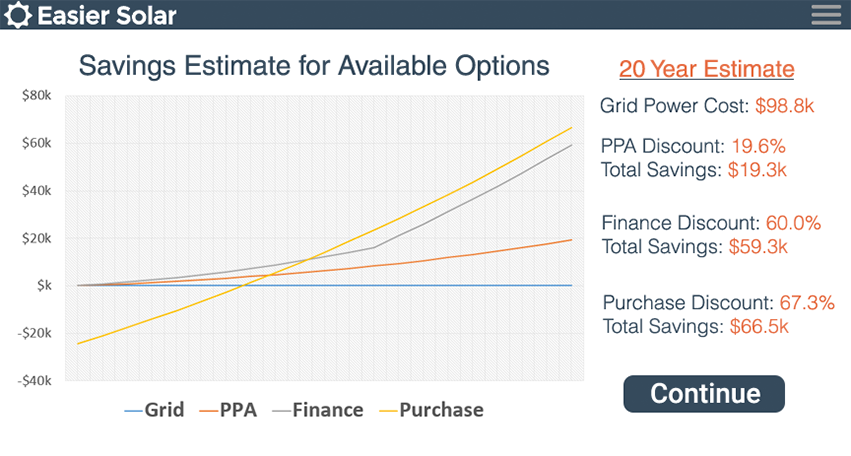 Easier Solar
Savings Estimate for Available Options
$80k
$60k
$40k
$20k
$k
-$20k
-$40k
Grid
PPA
Finance
Purchase
20 Year Estimate
Grid Power Cost: $98.8k
PPA Discount: 19.6%
Total Savings: $19.3k
Finance Discount: 60.0%
Total Savings: $59.3k
Purchase Discount: 67.3%
Total Savings: $66.5k
Continue